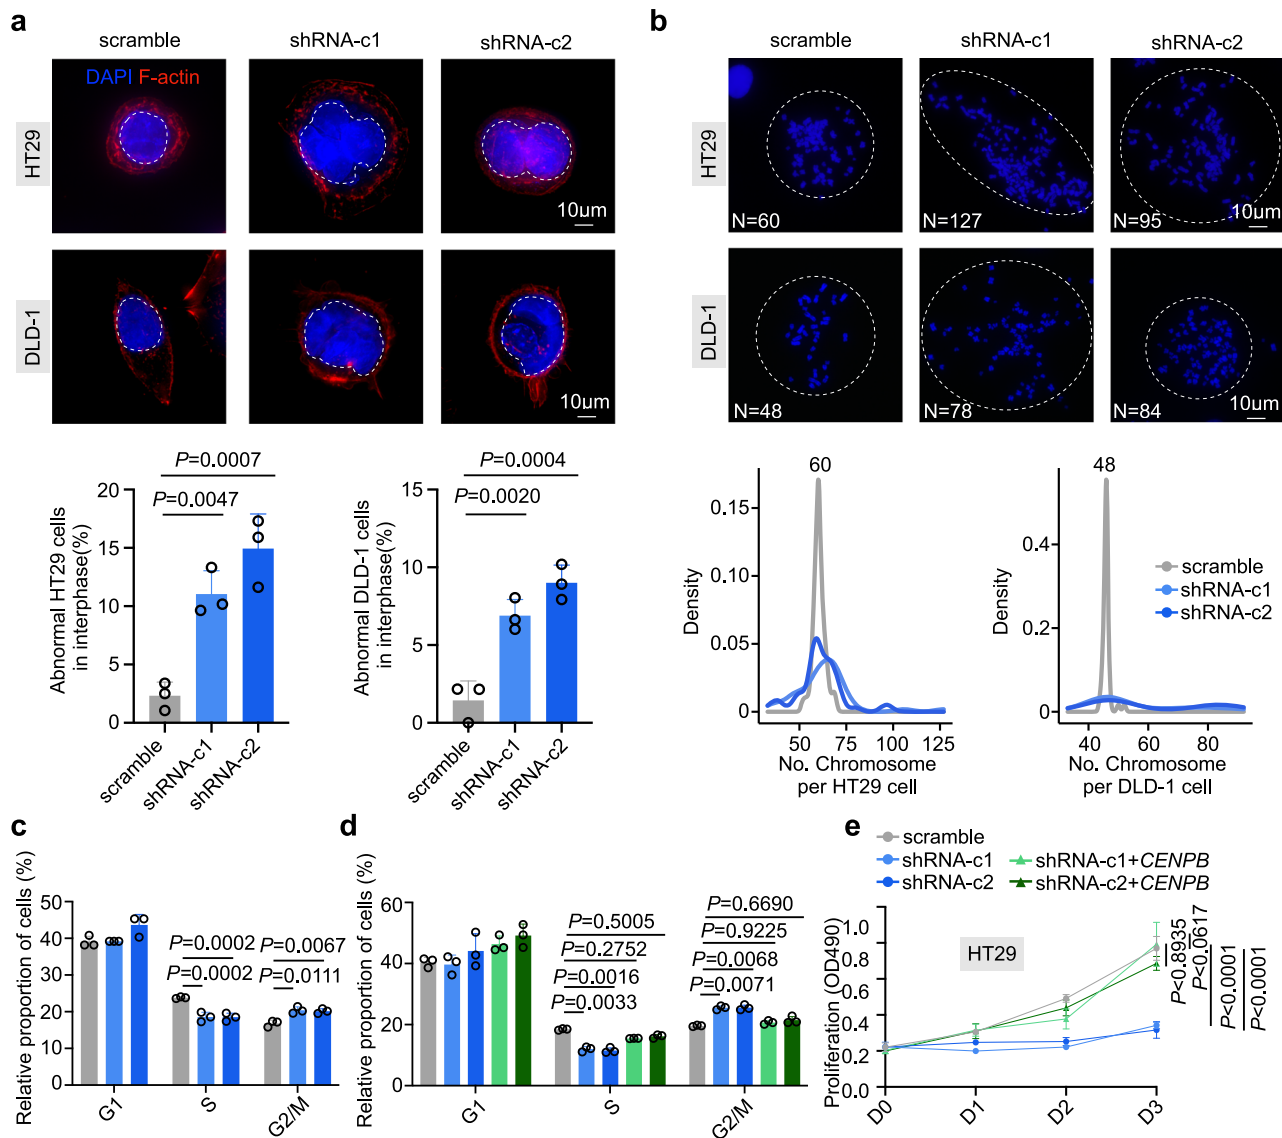 a
scramble
shRNA-c1
shRNA-c2
DAPI F-actin
HT29
10μm
DLD-1
10μm
P=0.0007
P=0.0047
Abnormal HT29 cells
in interphase(%)
20
15
10
5
0
scramble
shRNA-c1
shRNA-c2
P=0.0004
P=0.0020
Abnormal DLD-1 cells
in interphase(%)
15
10
5
0
scramble
shRNA-c1
shRNA-c2
b
scramble
shRNA-c1
shRNA-c2
HT29
N=60
N=127
N=95
10μm
DLD-1
N=48
N=78
N=84
10μm
60
Density
0.15
0.10
0.05
0
50
75
100
125
No. Chromosome
per HT29 cell
48
Density
0.4
0.2
0
40
60
80
No. Chromosome
per DLD-1 cell
scramble
shRNA-c1
shRNA-c2
c
Relative proportion of cells (%)
50
40
30
20
10
0
P=0.0002
P=0.0002
P=0.0067
P=0.0111
G1
S
G2/M
d
Relative proportion of cells (%)
60
40
20
0
P=0.5005
P=0.2752
P=0.0016
P=0.0033
P=0.6690
P=0.9225
P=0.0068
P=0.0071
G1
S
G2/M
e
scramble
shRNA-c1
shRNA-c2
shRNA-c1+CENPB
shRNA-c2+CENPB
HT29
Proliferation (OD490)
1.0
0.8
0.6
0.4
0.2
0.0
D0
D1
D2
D3
P<0.8935
P<0.0617
P<0.0001
P<0.0001